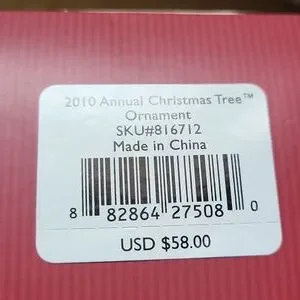 2010 Annual Christmas Tree™
Ornament
SKU#816712
Made in China
8 82864 27508 0
USD $58.00